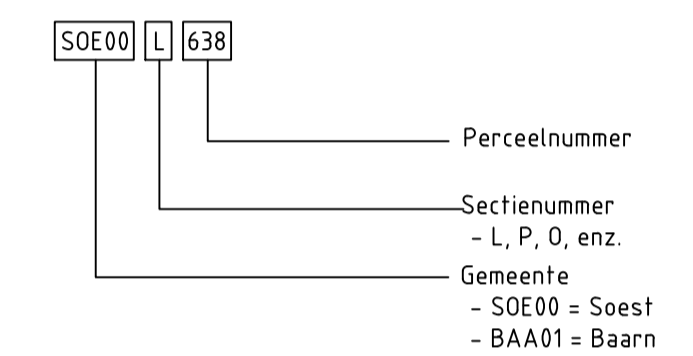 SOE00 L 638
Perceelnummer
Sectienummer
- L, P, O, enz.
Gemeente
- SOE00 = Soest
- BAA01 = Baarn